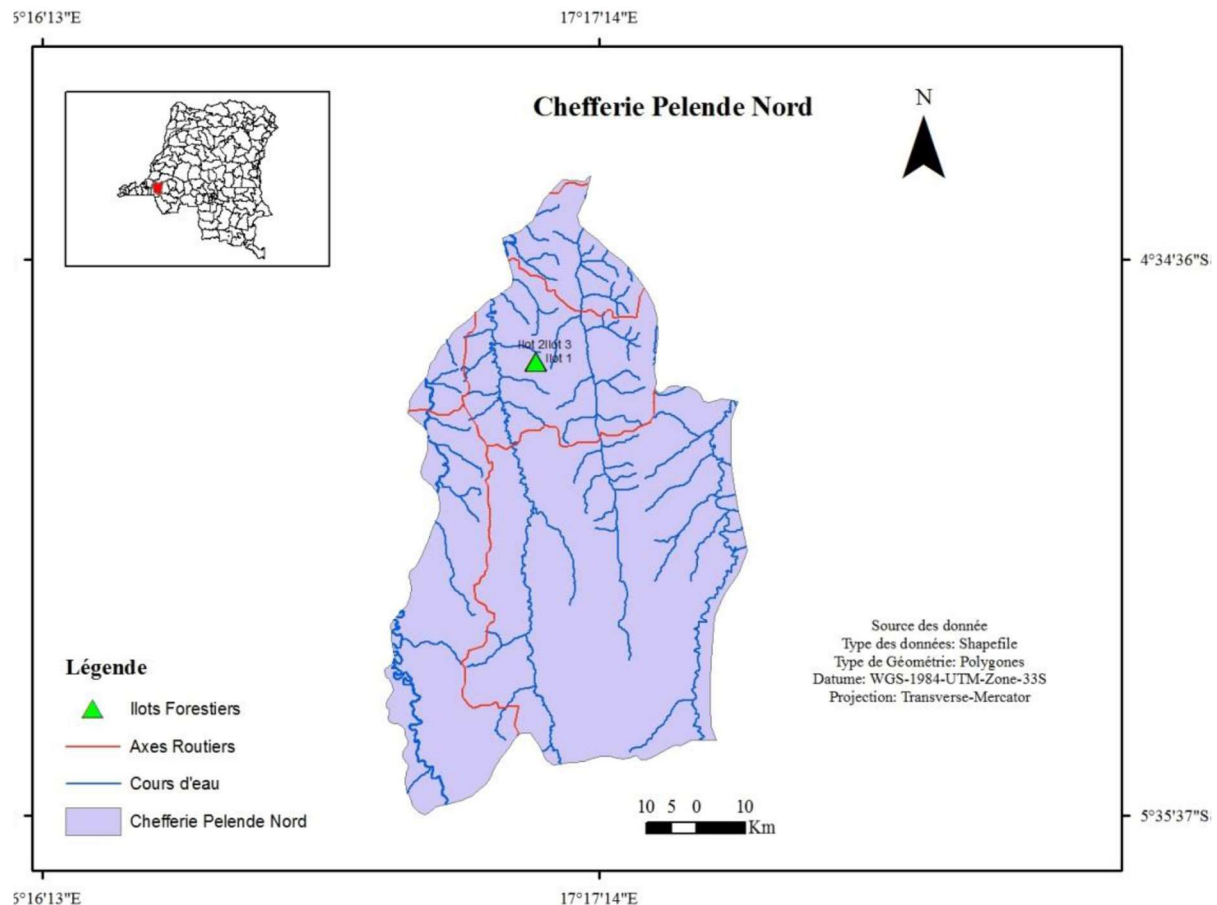 5°16'13"E 17°17'14"E
Chefferie Pelende Nord
N
4°34'36"S
Ilot 2Ilot 3
Ilot 1
Source des donnée
Type des données: Shapefile
Type de Géométrie: Polygones
Datume: WGS-1984-UTM-Zone-33S
Projection: Transverse-Mercator
Légende
Ilots Forestiers
Axes Routiers
Cours d'eau
Chefferie Pelende Nord
10 5 0 10
Km
5°35'37"S
5°16'13"E 17°17'14"E